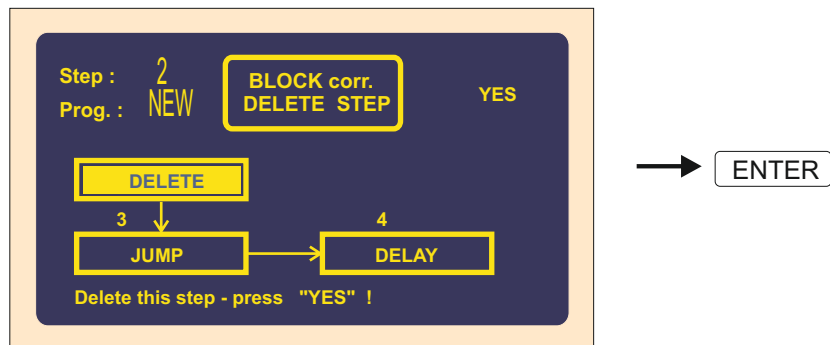 Step : 2
Prog. : NEW
BLOCK corr.
DELETE STEP
YES
DELETE
3
4
JUMP
DELAY
Delete this step - press "YES" !
ENTER